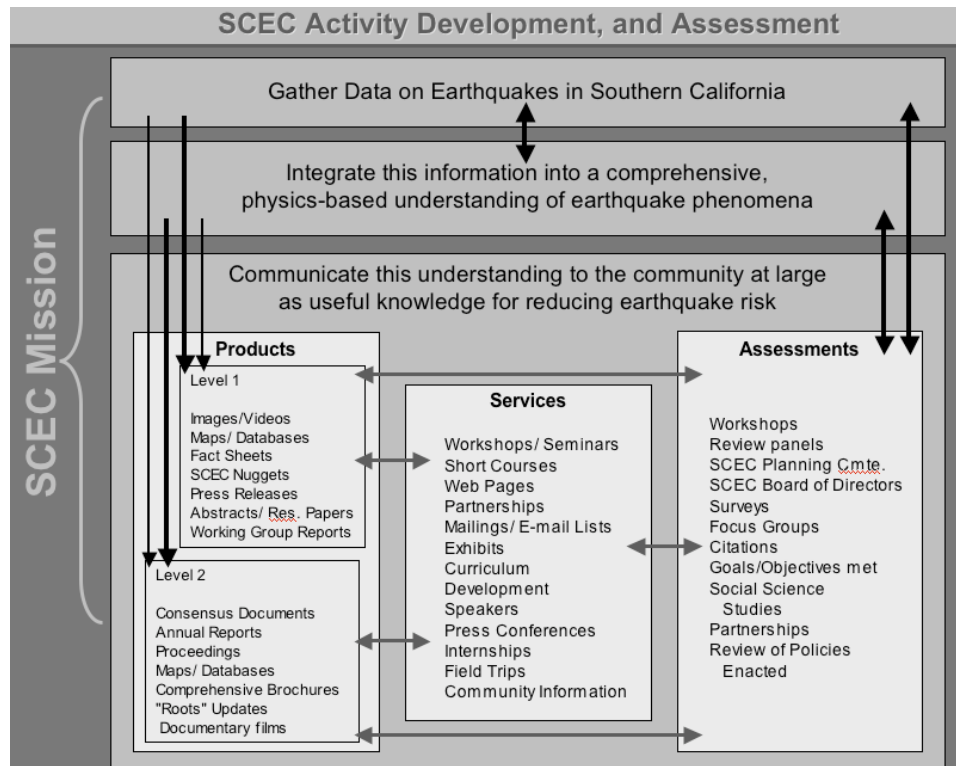 SCEC Activity Development, and Assessment
SCEC Mission
Gather Data on Earthquakes in Southern California
Integrate this information into a comprehensive,
physics-based understanding of earthquake phenomena
Communicate this understanding to the community at large
as useful knowledge for reducing earthquake risk
Products
Level 1
Images/Videos
Maps/ Databases
Fact Sheets
SCEC Nuggets
Press Releases
Abstracts/ Res. Papers
Working Group Reports
Level 2
Consensus Documents
Annual Reports
Proceedings
Maps/ Databases
Comprehensive Brochures
"Roots" Updates
Documentary films
Services
Workshops/ Seminars
Short Courses
Web Pages
Partnerships
Mailings/ E-mail Lists
Exhibits
Curriculum
Development
Speakers
Press Conferences
Internships
Field Trips
Community Information
Assessments
Workshops
Review panels
SCEC Planning Cmte.
SCEC Board of Directors
Surveys
Focus Groups
Citations
Goals/Objectives met
Social Science
Studies
Partnerships
Review of Policies
Enacted